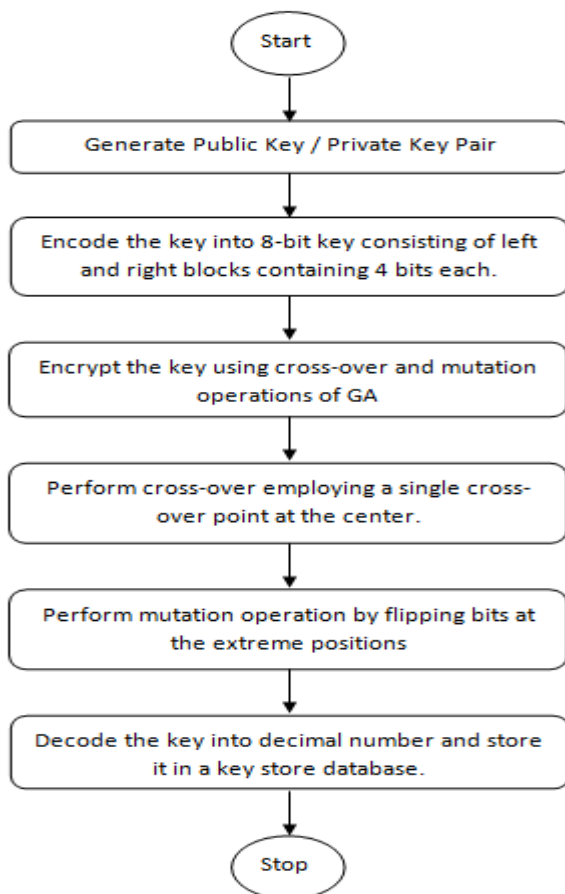 Start
Generate Public Key / Private Key Pair
Encode the key into 8-bit key consisting of left
and right blocks containing 4 bits each.
Encrypt the key using cross-over and mutation
operations of GA
Perform cross-over employing a single cross-
over point at the center.
Perform mutation operation by flipping bits at
the extreme positions
Decode the key into decimal number and store
it in a key store database.
Stop